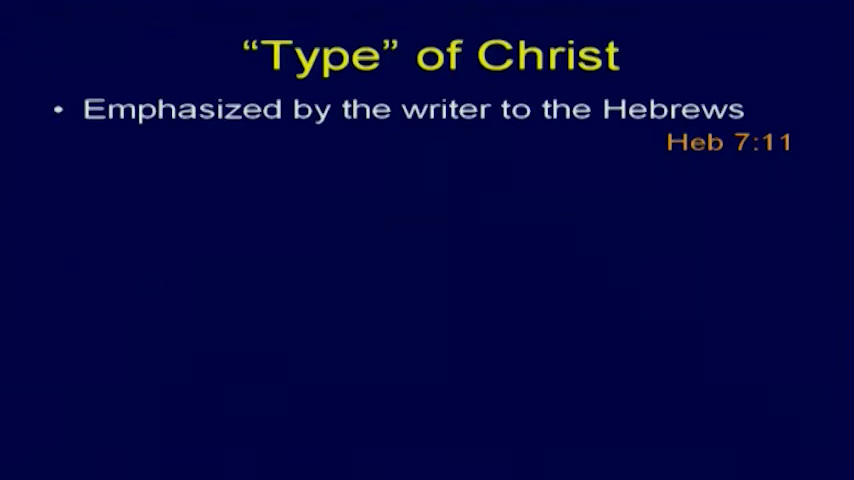 “Type” of Christ
• Emphasized by the writer to the Hebrews
Heb 7:11